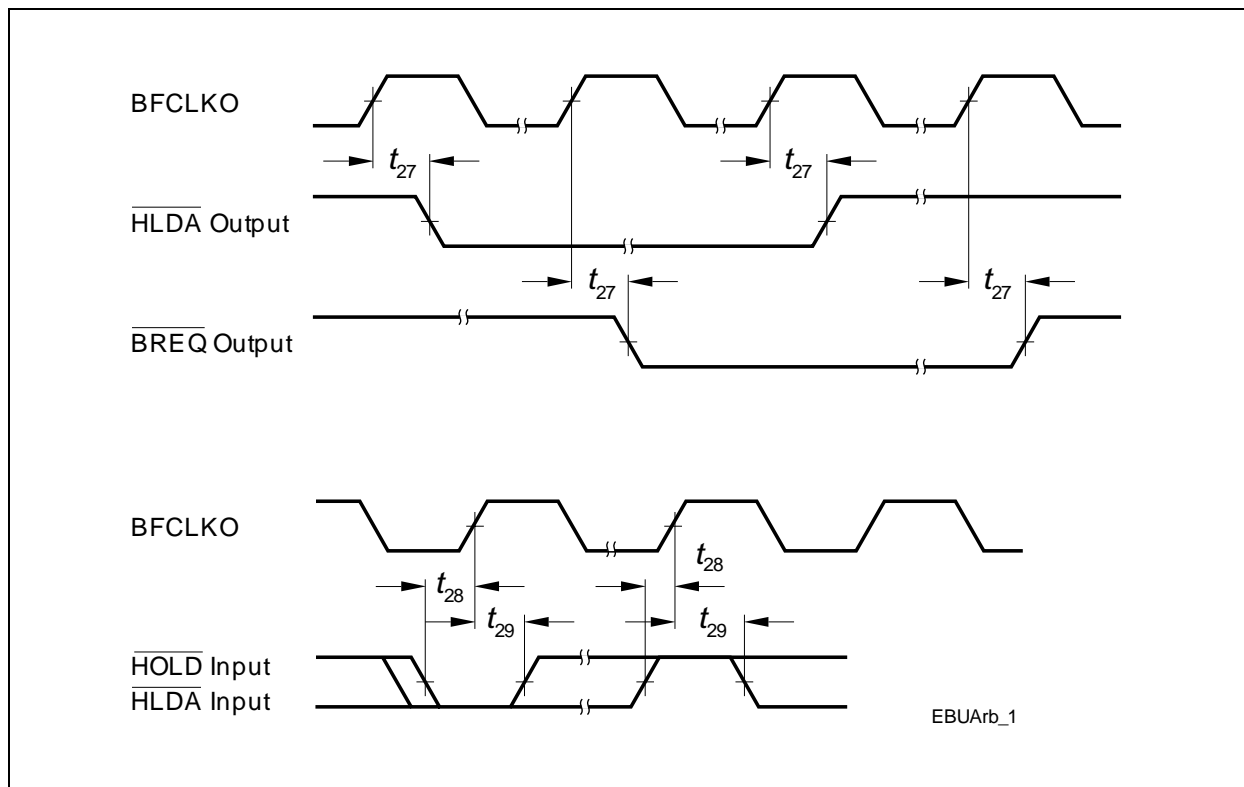 BFCLKO
t27 t27
HLDA Output
t27 t27
BREQ Output
BFCLKO
t28 t28
t29 t29
HOLD Input
HLDA Input
EBUArb_1